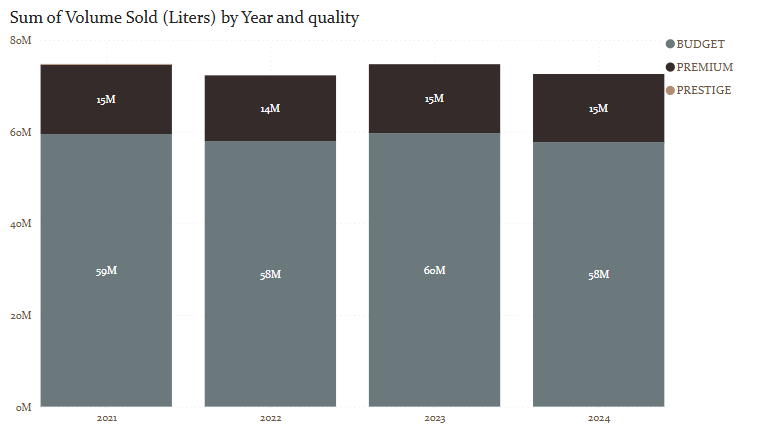 Sum of Volume Sold (Liters) by Year and quality
80M
BUDGET
PREMIUM
PRESTIGE
15M
14M
15M
15M
60M
40M
59M
58M
60M
58M
20M
0M
2021
2022
2023
2024